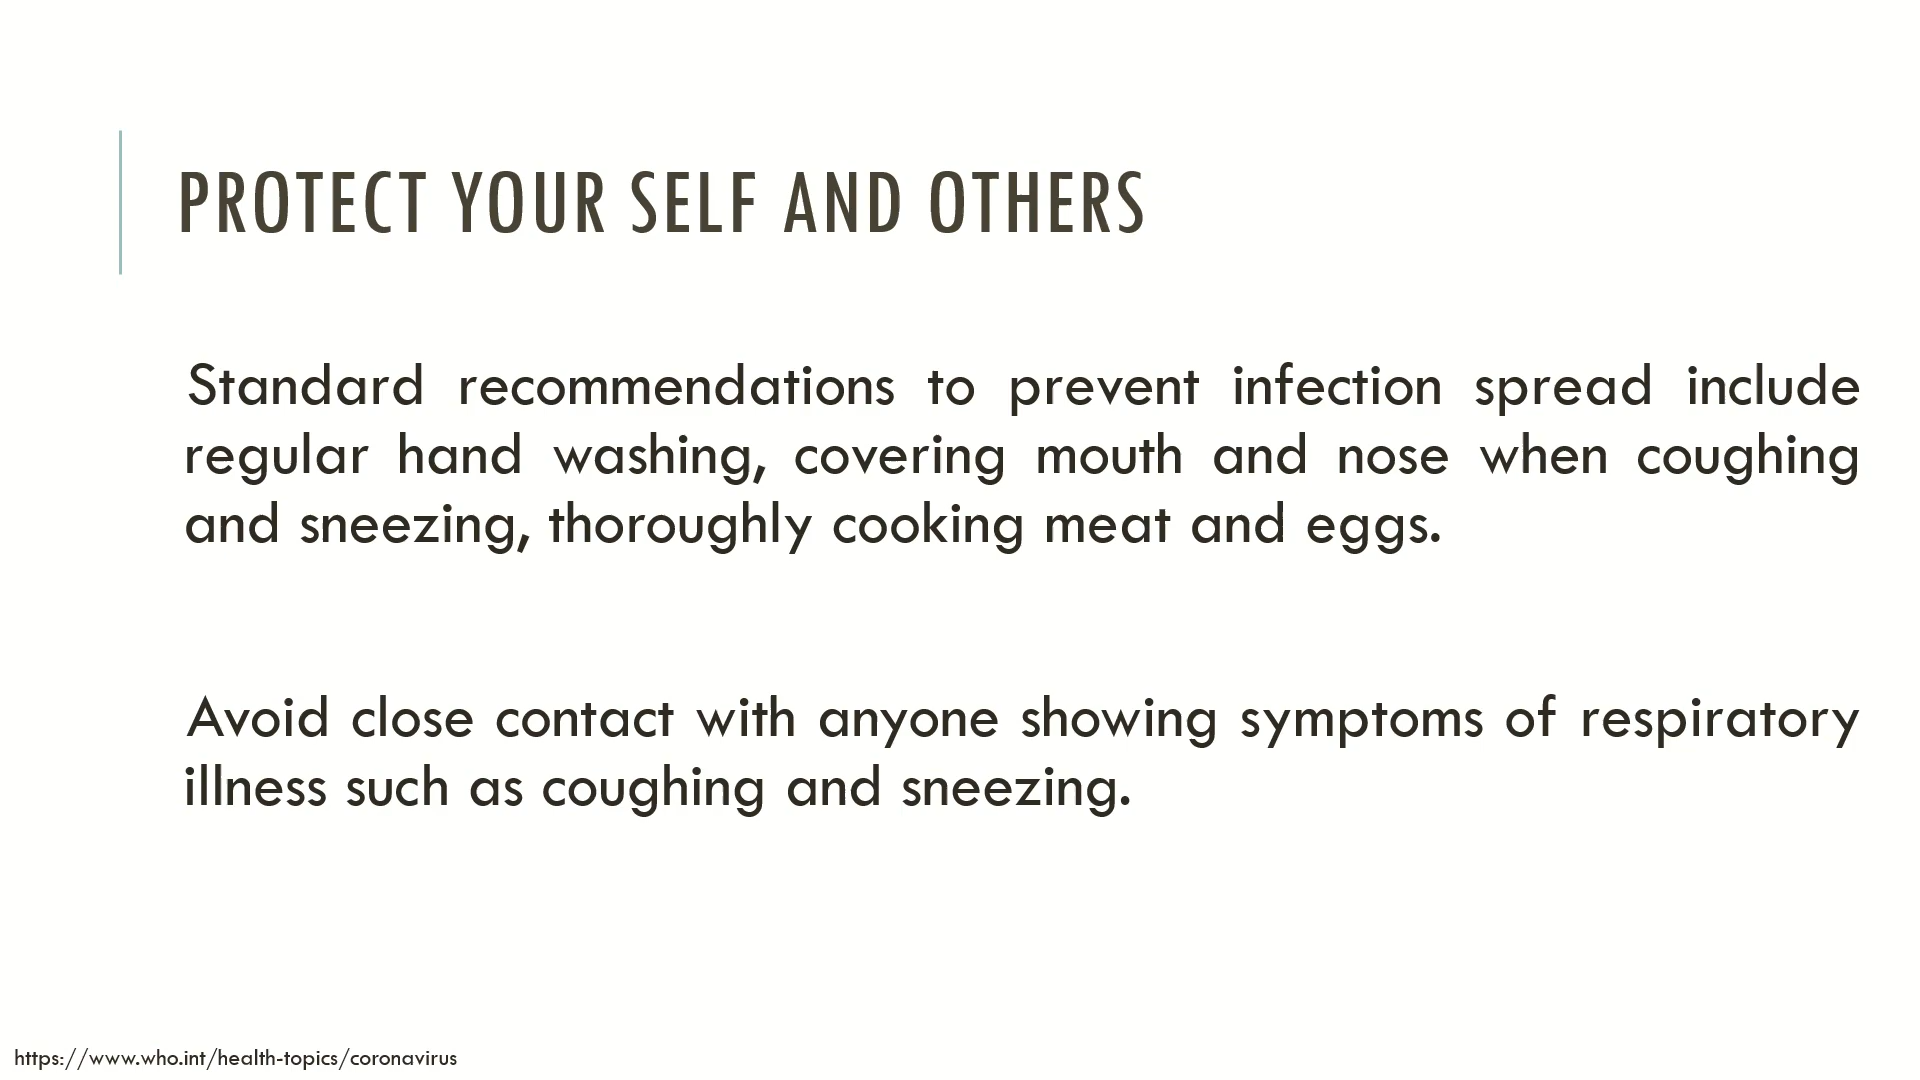 PROTECT YOUR SELF AND OTHERS
Standard recommendations to prevent infection spread include
regular hand washing, covering mouth and nose when coughing
and sneezing, thoroughly cooking meat and eggs.
Avoid close contact with anyone showing symptoms of respiratory
illness such as coughing and sneezing.
https://www.who.int/health-topics/coronavirus